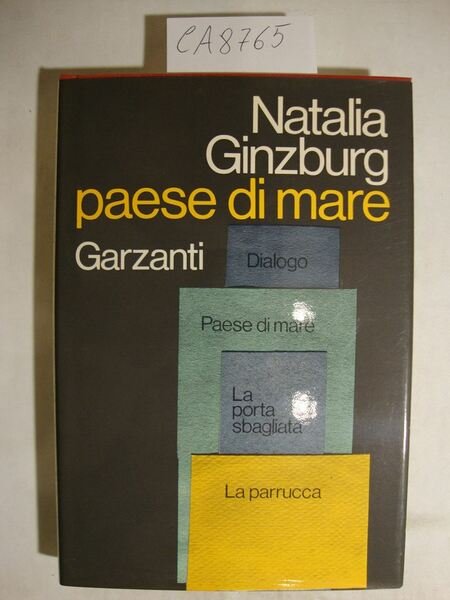 CA8765
Natalia
Ginzburg
paese di mare
Garzanti
Dialogo
Paese di mare
La
porta
sbagliata
La parrucca